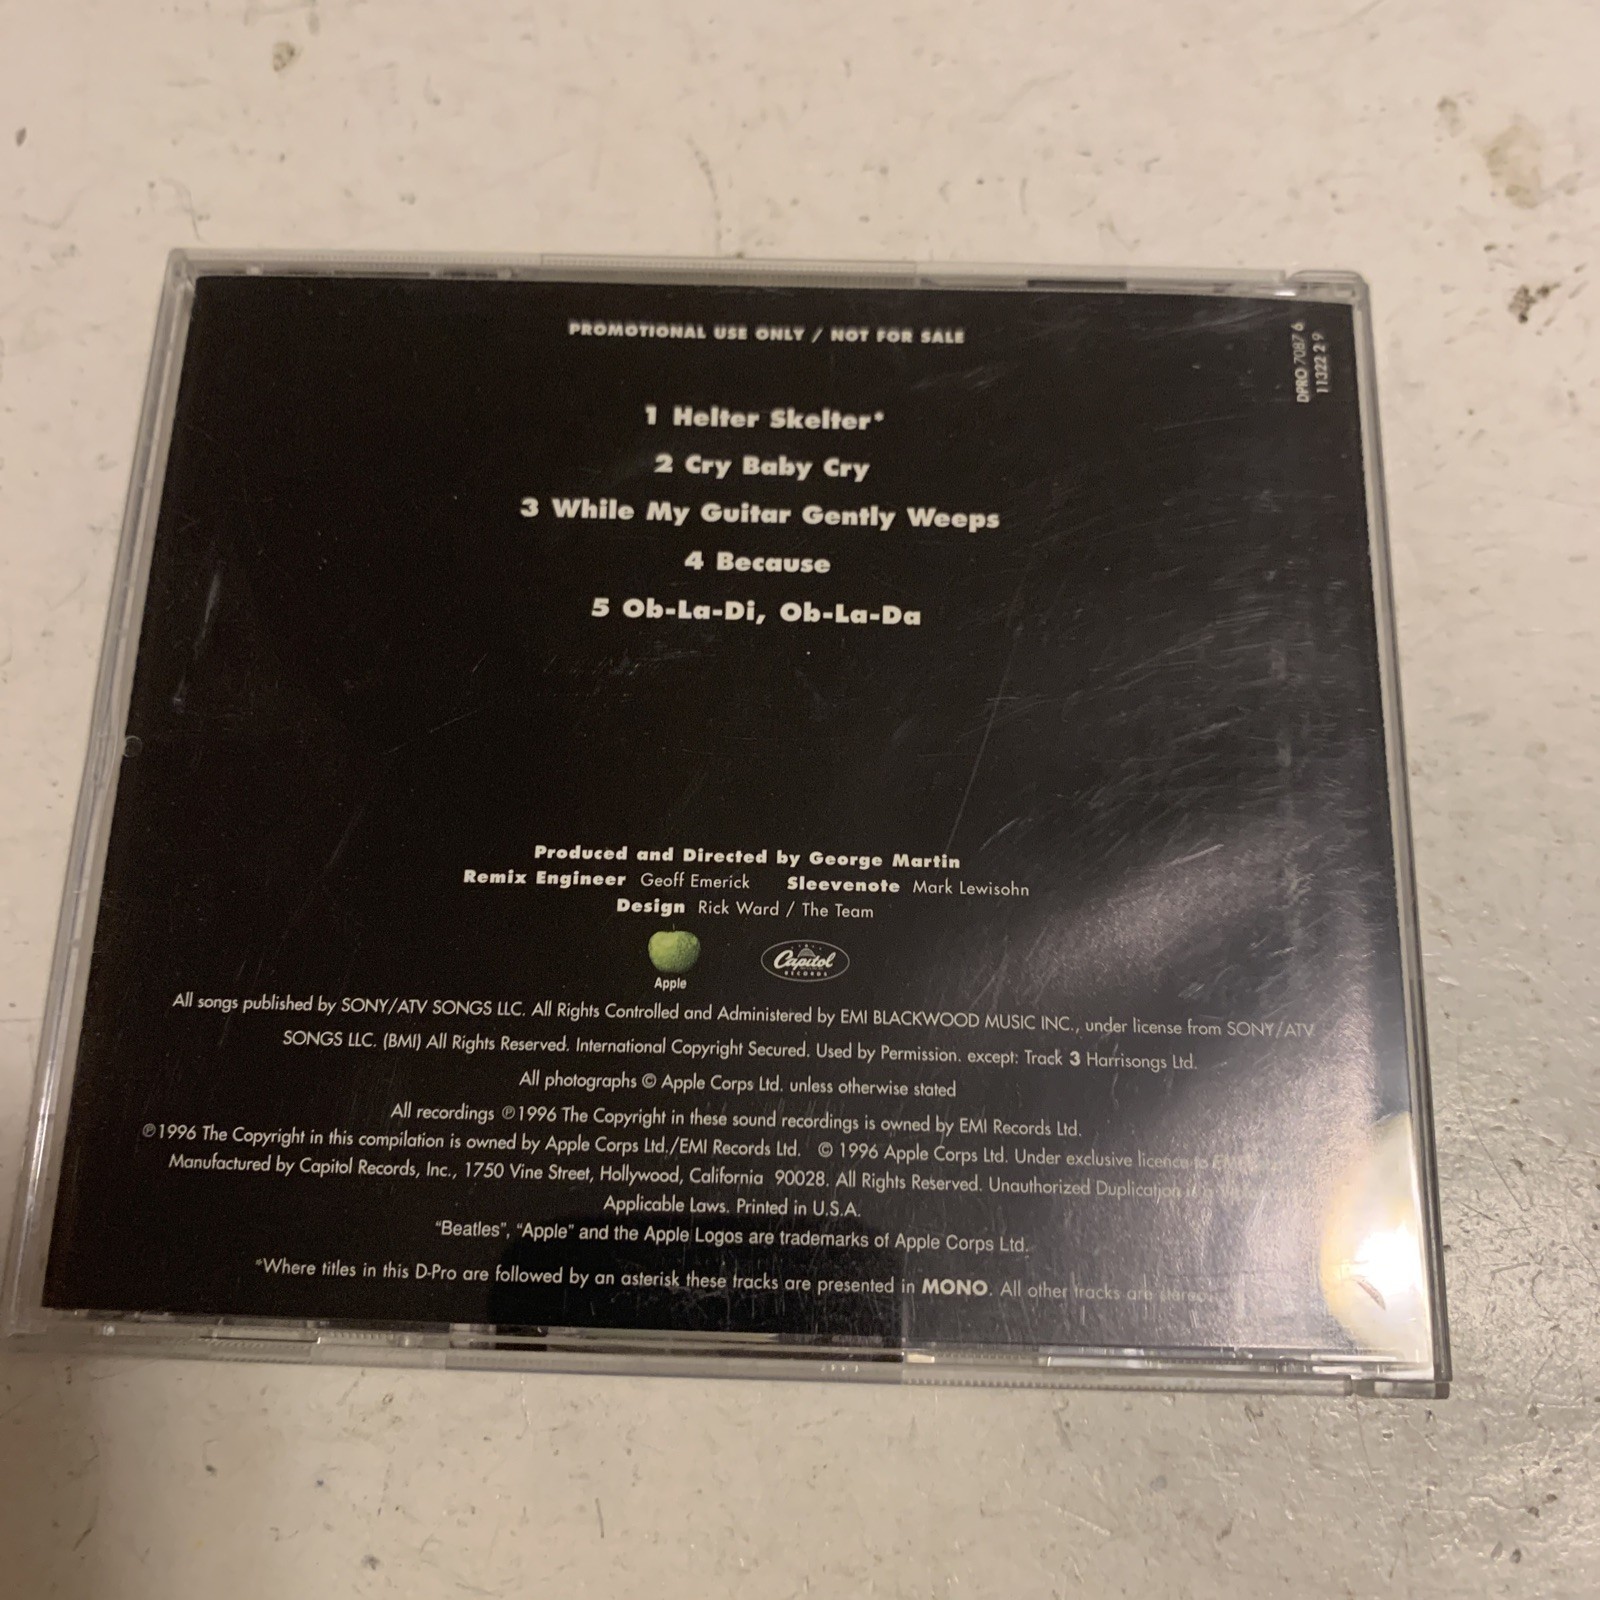 PROMOTIONAL USE ONLY / NOT FOR SALE
DPRO 7087 6
11322 2 9
1 Helter Skelter*
2 Cry Baby Cry
3 While My Guitar Gently Weeps
4 Because
5 Ob-La-Di, Ob-La-Da
Produced and Directed by George Martin
Remix Engineer Geoff Emerick Sleevenote Mark Lewisohn
Design Rick Ward / The Team
Apple
Capitol
RECORDS
All songs published by SONY/ATV SONGS LLC. All Rights Controlled and Administered by EMI BLACKWOOD MUSIC INC., under license from SONY/ATV
SONGS LLC. (BMI) All Rights Reserved. International Copyright Secured. Used by Permission. except: Track 3 Harrisongs Ltd.
All photographs © Apple Corps Ltd. unless otherwise stated
All recordings ℗1996 The Copyright in these sound recordings is owned by EMI Records Ltd.
℗1996 The Copyright in this compilation is owned by Apple Corps Ltd./EMI Records Ltd. © 1996 Apple Corps Ltd. Under exclusive licence to
Manufactured by Capitol Records, Inc., 1750 Vine Street, Hollywood, California 90028. All Rights Reserved. Unauthorized Duplication
Applicable Laws. Printed in U.S.A.
"Beatles", "Apple" and the Apple Logos are trademarks of Apple Corps Ltd.
*Where titles in this D-Pro are followed by an asterisk these tracks are presented in MONO. All other tracks are stereo.